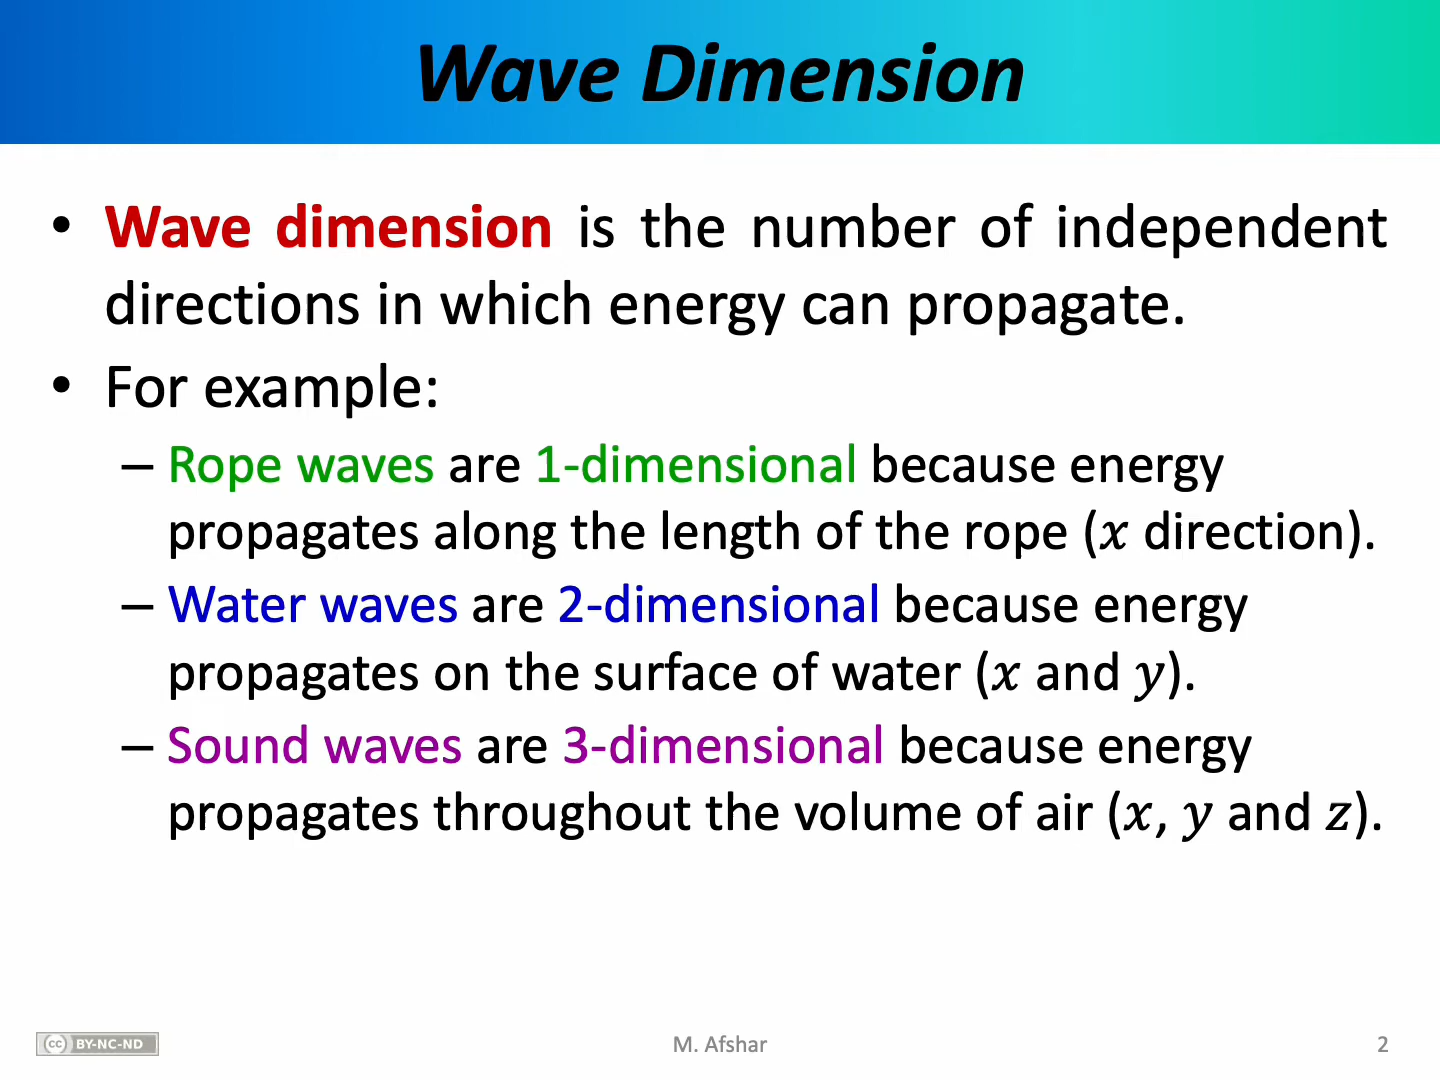 Wave Dimension
• Wave dimension is the number of independent
directions in which energy can propagate.
• For example:
– Rope waves are 1-dimensional because energy
propagates along the length of the rope (x direction).
– Water waves are 2-dimensional because energy
propagates on the surface of water (x and y).
– Sound waves are 3-dimensional because energy
propagates throughout the volume of air (x, y and z).
cc BY-NC-ND
M. Afshar
2